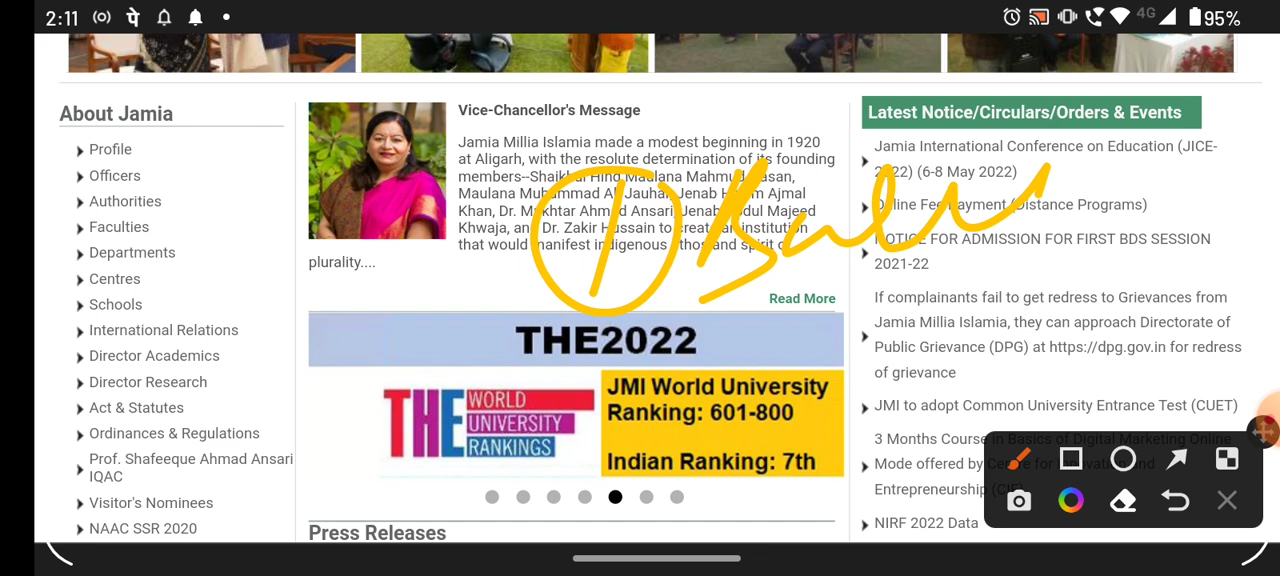 2:11
4G
95%
About Jamia
Profile
Officers
Authorities
Faculties
Departments
Centres
Schools
International Relations
Director Academics
Director Research
Act & Statutes
Ordinances & Regulations
Prof. Shafeeque Ahmad Ansari
IQAC
Visitor's Nominees
NAAC SSR 2020
Vice-Chancellor's Message
Jamia Millia Islamia made a modest beginning in 1920
at Aligarh, with the resolute determination of its founding
members--Shaikhul Hind Maulana Mahmud Hasan,
Maulana Muhammad Ali Jauhar, Jenab Hakim Ajmal
Khan, Dr. Mukhtar Ahmad Ansari, Jenab Abdul Majeed
Khwaja, and Dr. Zakir Hussain to create an institution
that would manifest indigenous ethos and spirit of
plurality....
Read More
THE2022
THE WORLD
UNIVERSITY
RANKINGS
JMI World University
Ranking: 601-800
Indian Ranking: 7th
Press Releases
Latest Notice/Circulars/Orders & Events
Jamia International Conference on Education (JICE-
2022) (6-8 May 2022)
Online Fee Payment (Distance Programs)
NOTICE FOR ADMISSION FOR FIRST BDS SESSION
2021-22
If complainants fail to get redress to Grievances from
Jamia Millia Islamia, they can approach Directorate of
Public Grievance (DPG) at https://dpg.gov.in for redress
of grievance
JMI to adopt Common University Entrance Test (CUET)
3 Months Course in Basics of Digital Marketing Online
Mode offered by Centre for Innovation and
Entrepreneurship (CIE)
NIRF 2022 Data
1